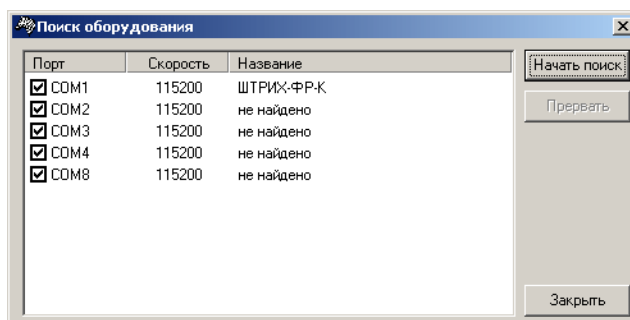 Поиск оборудования
Порт Скорость Название
COM1 115200 ШТРИХ-ФР-К
COM2 115200 не найдено
COM3 115200 не найдено
COM4 115200 не найдено
COM8 115200 не найдено
Начать поиск
Прервать
Закрыть